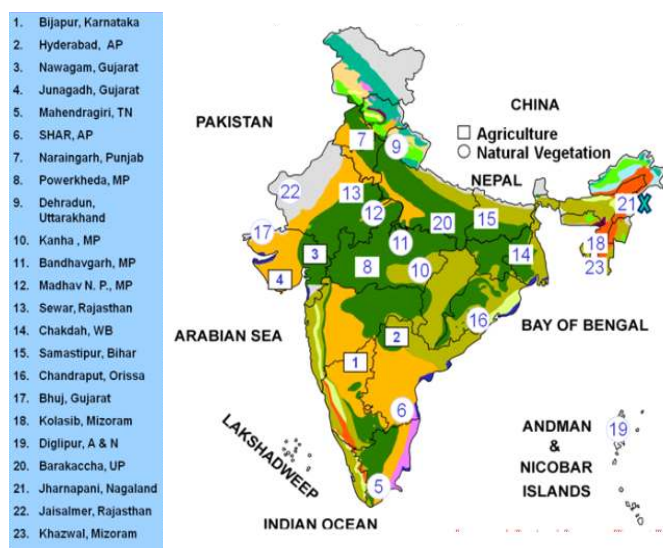 1. Bijapur, Karnataka
2. Hyderabad, AP
3. Nawagam, Gujarat
4. Junagadh, Gujarat
5. Mahendragiri, TN
6. SHAR, AP
7. Naraingarh, Punjab
8. Powerkheda, MP
9. Dehradun,
Uttarakhand
10. Kanha , MP
11. Bandhavgarh, MP
12. Madhav N. P., MP
13. Sewar, Rajasthan
14. Chakdah, WB
15. Samastipur, Bihar
16. Chandraput, Orissa
17. Bhuj, Gujarat
18. Kolasib, Mizoram
19. Diglipur, A & N
20. Barakaccha, UP
21. Jharnapani, Nagaland
22. Jaisalmer, Rajasthan
23. Khazwal, Mizoram
PAKISTAN
CHINA
Agriculture
Natural Vegetation
NEPAL
7
9
22
13
12
20
15
21 X
17
11
18
3
8
10
14
23
4
ARABIAN SEA
16
BAY OF BENGAL
2
1
6
LAKSHADWEEP
ANDMAN
19
&
NICOBAR
ISLANDS
5
INDIAN OCEAN